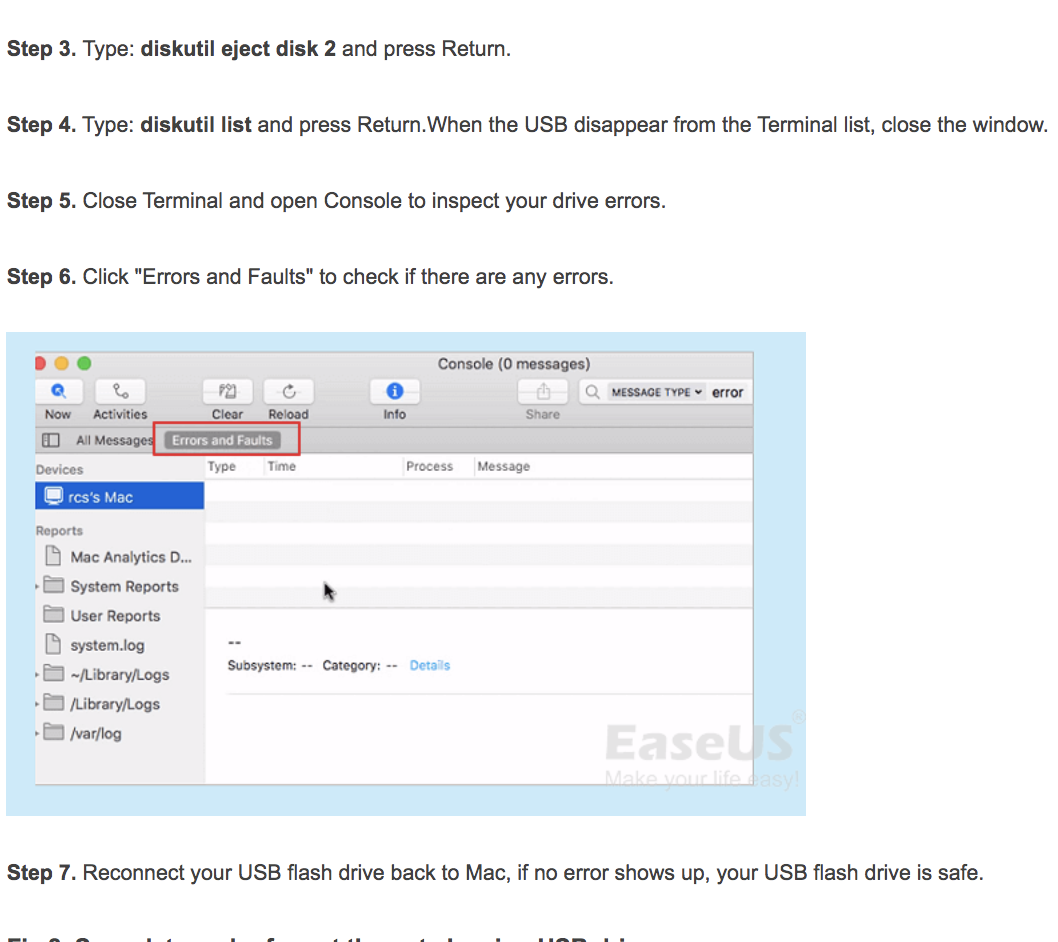 Step 3. Type: diskutil eject disk 2 and press Return.
Step 4. Type: diskutil list and press Return.When the USB disappear from the Terminal list, close the window.
Step 5. Close Terminal and open Console to inspect your drive errors.
Step 6. Click "Errors and Faults" to check if there are any errors.
Console (0 messages)
MESSAGE TYPE error
Now Activities Clear Reload Info Share
All Messages Errors and Faults
Devices Type Time Process Message
rcs's Mac
Reports
Mac Analytics D...
System Reports
User Reports
system.log
--
~/Library/Logs
Subsystem: -- Category: -- Details
/Library/Logs
/var/log
EaseUS®
Make your life easy!
Step 7. Reconnect your USB flash drive back to Mac, if no error shows up, your USB flash drive is safe.